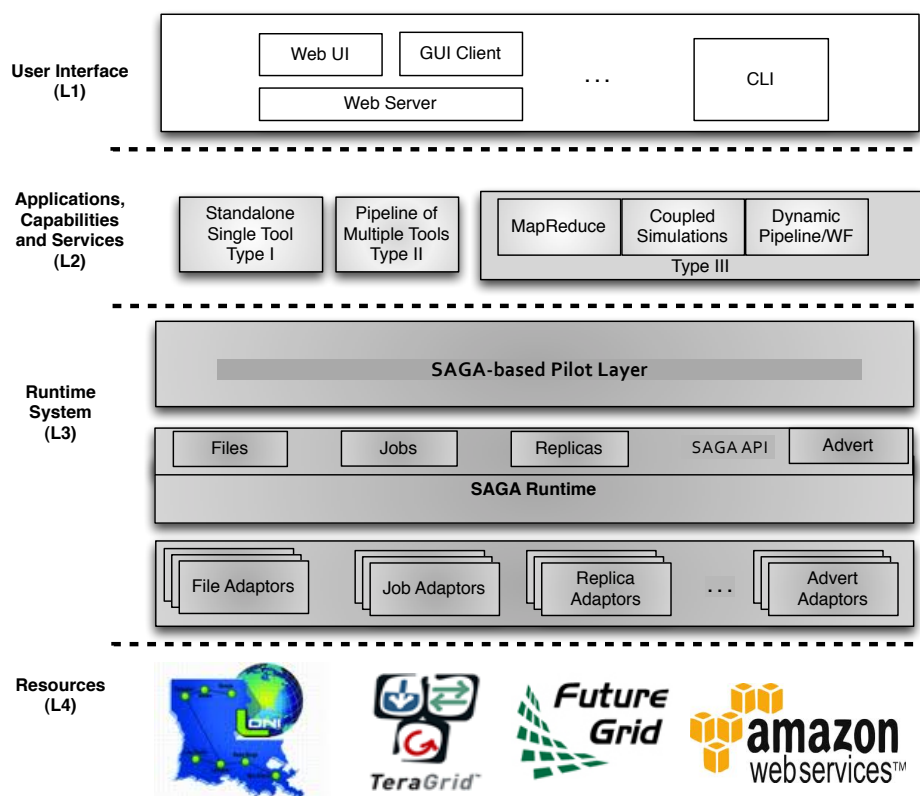 User Interface
(L1)
Web UI
GUI Client
Web Server
. . .
CLI
Applications,
Capabilities
and Services
(L2)
Standalone
Single Tool
Type I
Pipeline of
Multiple Tools
Type II
MapReduce
Coupled
Simulations
Dynamic
Pipeline/WF
Type III
Runtime
System
(L3)
SAGA-based Pilot Layer
Files
Jobs
Replicas
SAGA API
Advert
SAGA Runtime
File Adaptors
Job Adaptors
Replica
Adaptors
. . .
Advert
Adaptors
Resources
(L4)
LONI
TeraGrid™
Future
Grid
amazon
webservices™